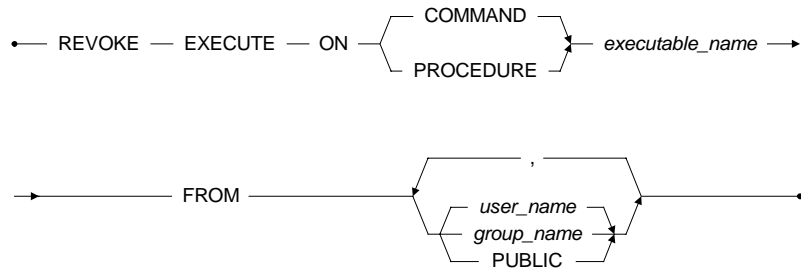 COMMAND
REVOKE EXECUTE ON executable_name
PROCEDURE
,
FROM
user_name
group_name
PUBLIC